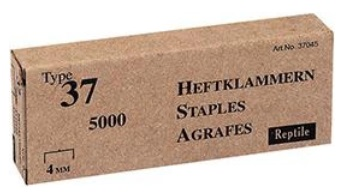 Art.No. 37045
Type
37
5000
4 MM
HEFTKLAMMERN
STAPLES
AGRAFES
Reptile